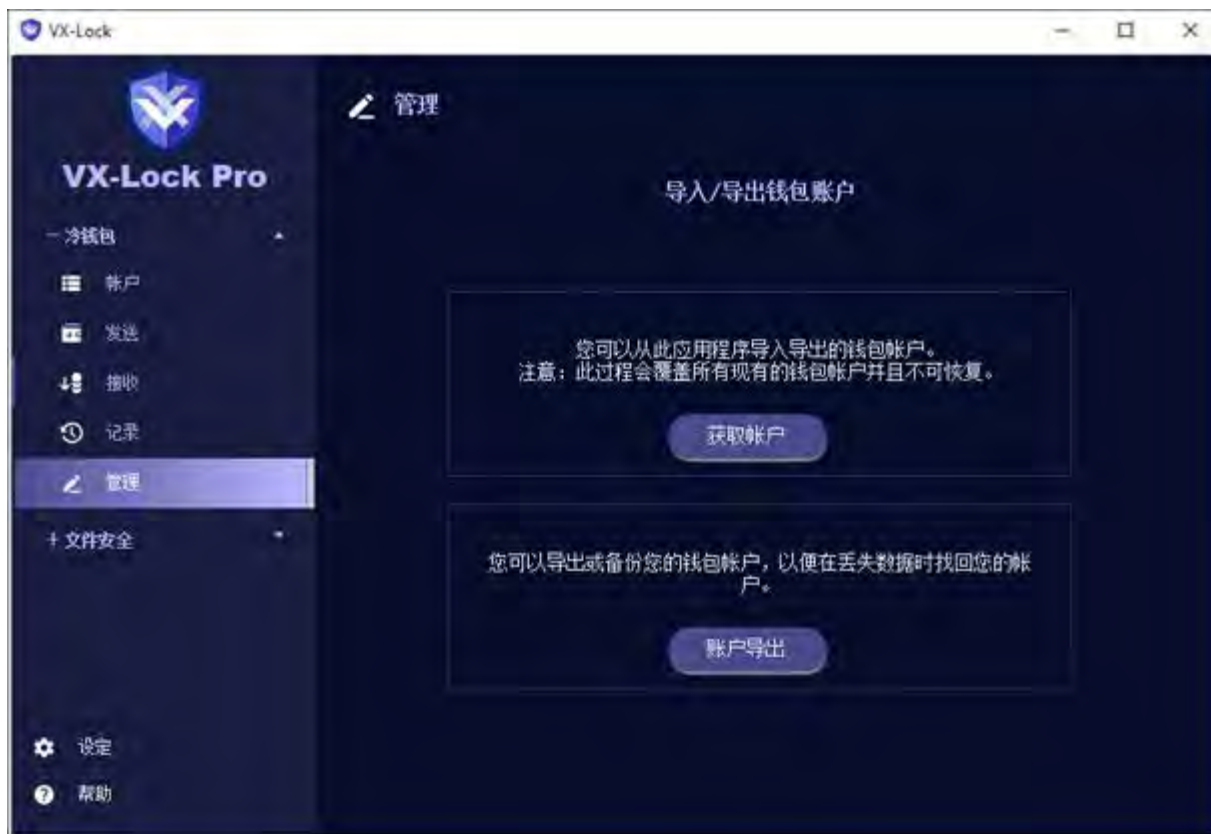 VX-Lock
VX-Lock Pro
一 冷钱包
帐户
发送
接收
记录
管理
+ 文件安全
设定
帮助
管理
导入/导出钱包账户
您可以从此应用程序导入导出的钱包帐户。
注意：此过程会覆盖所有现有的钱包帐户并且不可恢复。
获取帐户
您可以导出或备份您的钱包帐户，以便在丢失数据时找回您的帐
户。
账户导出